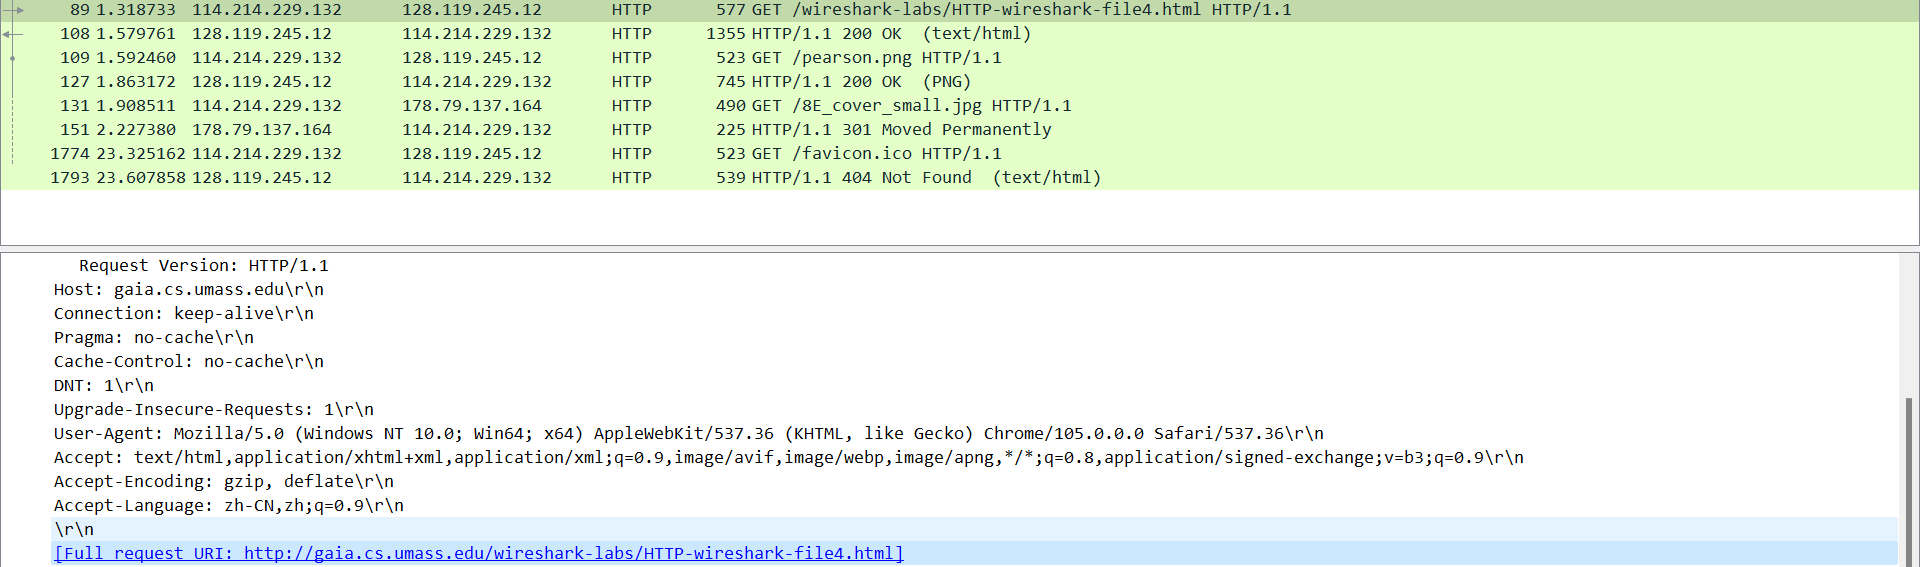 89 1.318733 114.214.229.132 128.119.245.12 HTTP 577 GET /wireshark-labs/HTTP-wireshark-file4.html HTTP/1.1
108 1.579761 128.119.245.12 114.214.229.132 HTTP 1355 HTTP/1.1 200 OK  (text/html)
109 1.592460 114.214.229.132 128.119.245.12 HTTP 523 GET /pearson.png HTTP/1.1
127 1.863172 128.119.245.12 114.214.229.132 HTTP 745 HTTP/1.1 200 OK  (PNG)
131 1.908511 114.214.229.132 178.79.137.164 HTTP 490 GET /8E_cover_small.jpg HTTP/1.1
151 2.227380 178.79.137.164 114.214.229.132 HTTP 225 HTTP/1.1 301 Moved Permanently
1774 23.325162 114.214.229.132 128.119.245.12 HTTP 523 GET /favicon.ico HTTP/1.1
1793 23.607858 128.119.245.12 114.214.229.132 HTTP 539 HTTP/1.1 404 Not Found  (text/html)
Request Version: HTTP/1.1
Host: gaia.cs.umass.edu\r\n
Connection: keep-alive\r\n
Pragma: no-cache\r\n
Cache-Control: no-cache\r\n
DNT: 1\r\n
Upgrade-Insecure-Requests: 1\r\n
User-Agent: Mozilla/5.0 (Windows NT 10.0; Win64; x64) AppleWebKit/537.36 (KHTML, like Gecko) Chrome/105.0.0.0 Safari/537.36\r\n
Accept: text/html,application/xhtml+xml,application/xml;q=0.9,image/avif,image/webp,image/apng,*/*;q=0.8,application/signed-exchange;v=b3;q=0.9\r\n
Accept-Encoding: gzip, deflate\r\n
Accept-Language: zh-CN,zh;q=0.9\r\n
\r\n
[Full request URI: http://gaia.cs.umass.edu/wireshark-labs/HTTP-wireshark-file4.html]